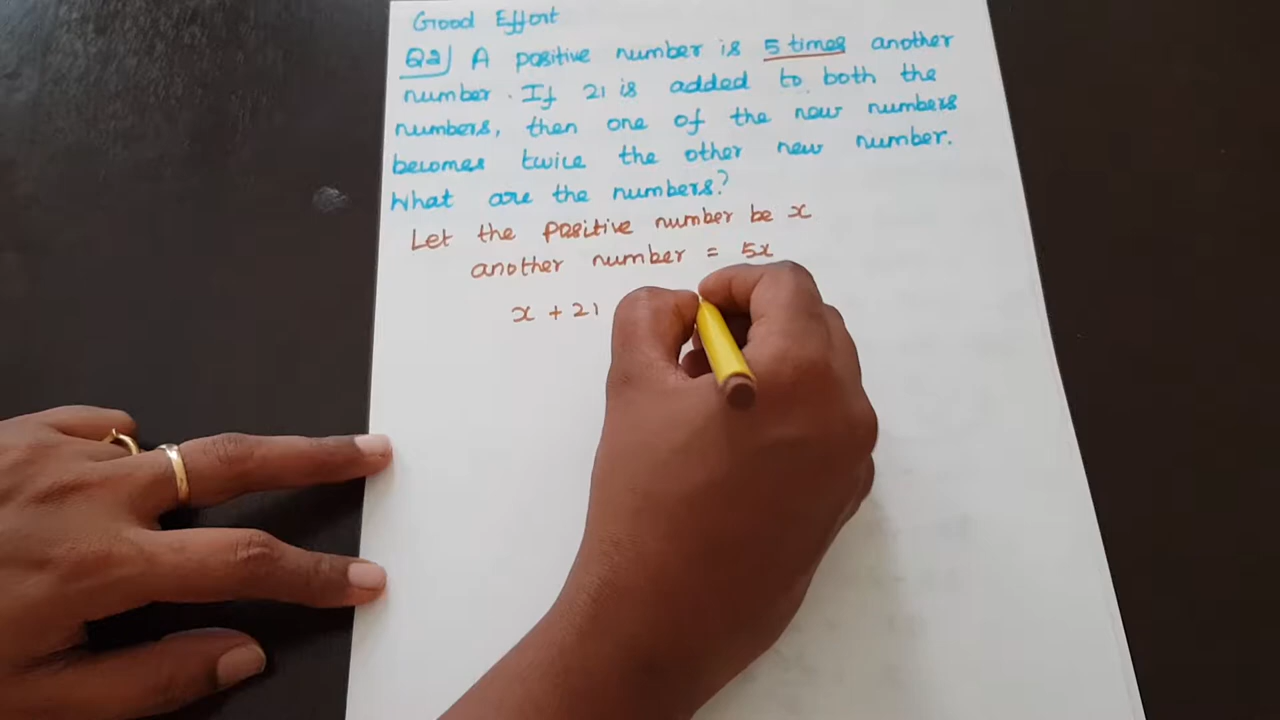 Good Effort
Q2) A positive number is 5 times another
number. If 21 is added to both the
numbers, then one of the new numbers
becomes twice the other new number.
What are the numbers?
Let the positive number be x
another number = 5x
x + 21